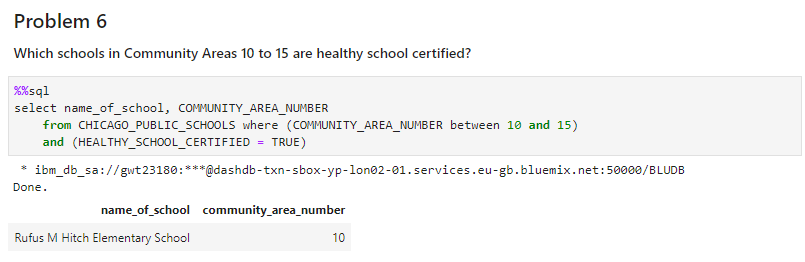 Problem 6
Which schools in Community Areas 10 to 15 are healthy school certified?
%%sql
select name_of_school, COMMUNITY_AREA_NUMBER
from CHICAGO_PUBLIC_SCHOOLS where (COMMUNITY_AREA_NUMBER between 10 and 15)
and (HEALTHY_SCHOOL_CERTIFIED = TRUE)
* ibm_db_sa://gwt23180:***@dashdb-txn-sbox-yp-lon02-01.services.eu-gb.bluemix.net:50000/BLUDB
Done.
name_of_school community_area_number
Rufus M Hitch Elementary School 10